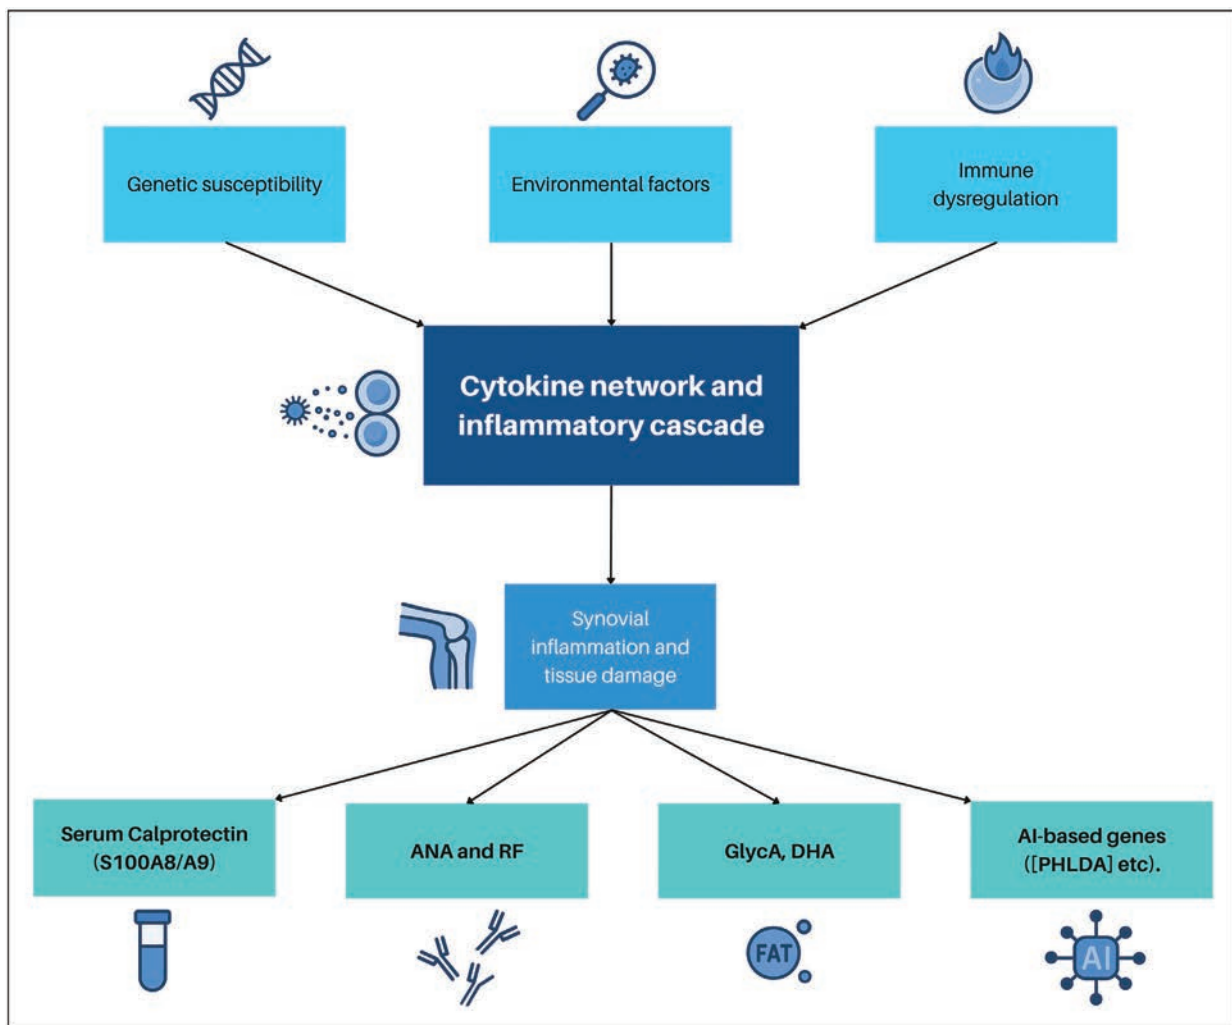 Genetic susceptibility
Environmental factors
Immune
dysregulation
Cytokine network and
inflammatory cascade
Synovial
inflammation and
tissue damage
Serum Calprotectin
(S100A8/A9)
ANA and RF
GlycA, DHA
AI-based genes
([PHLDA] etc).
FAT
AI